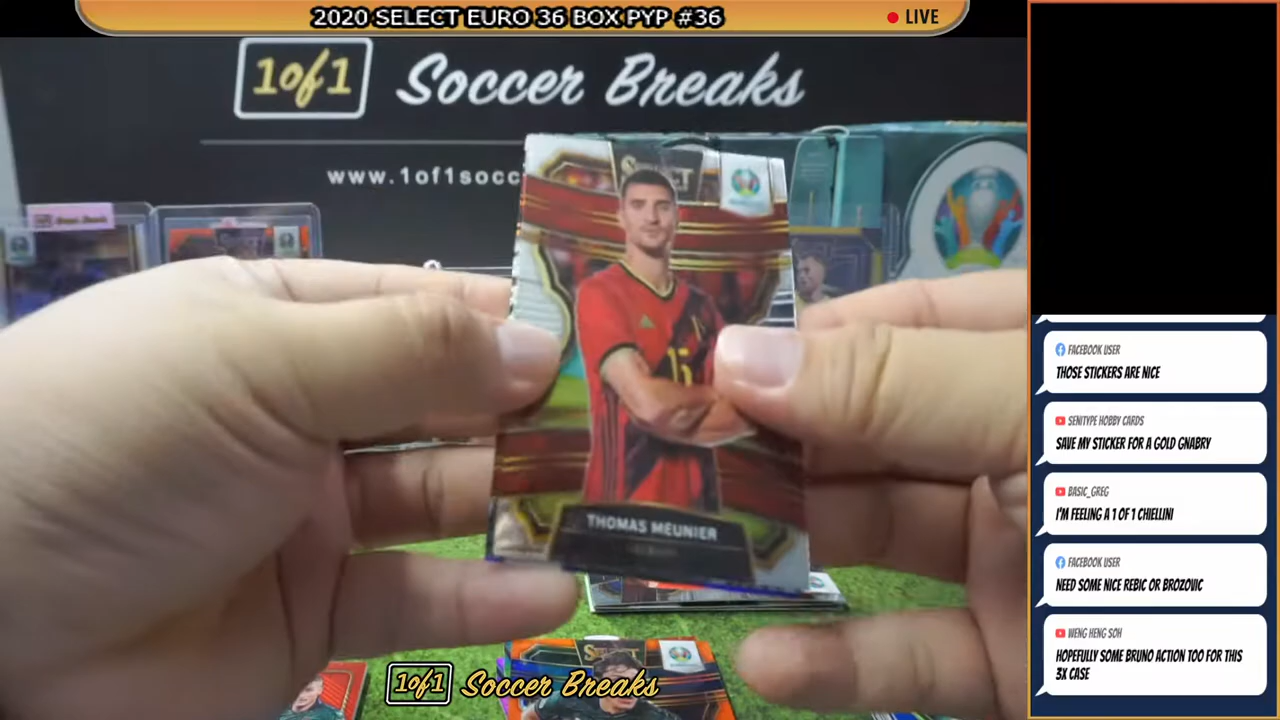 2020 SELECT EURO 36 BOX PYP #36
LIVE
1of1 Soccer Breaks
www.1of1socc
SELECT
15
THOMAS MEUNIER
SELECT
1of1 Soccer Breaks
FACEBOOK USER
THOSE STICKERS ARE NICE
SENITYPE HOBBY CARDS
SAVE MY STICKER FOR A GOLD GNABRY
BASIC_GREG
I'M FEELING A 1 OF 1 CHIELLINI
FACEBOOK USER
NEED SOME NICE REBIC OR BROZOVIC
WENG HENG SOH
HOPEFULLY SOME BRUNO ACTION TOO FOR THIS
3X CASE